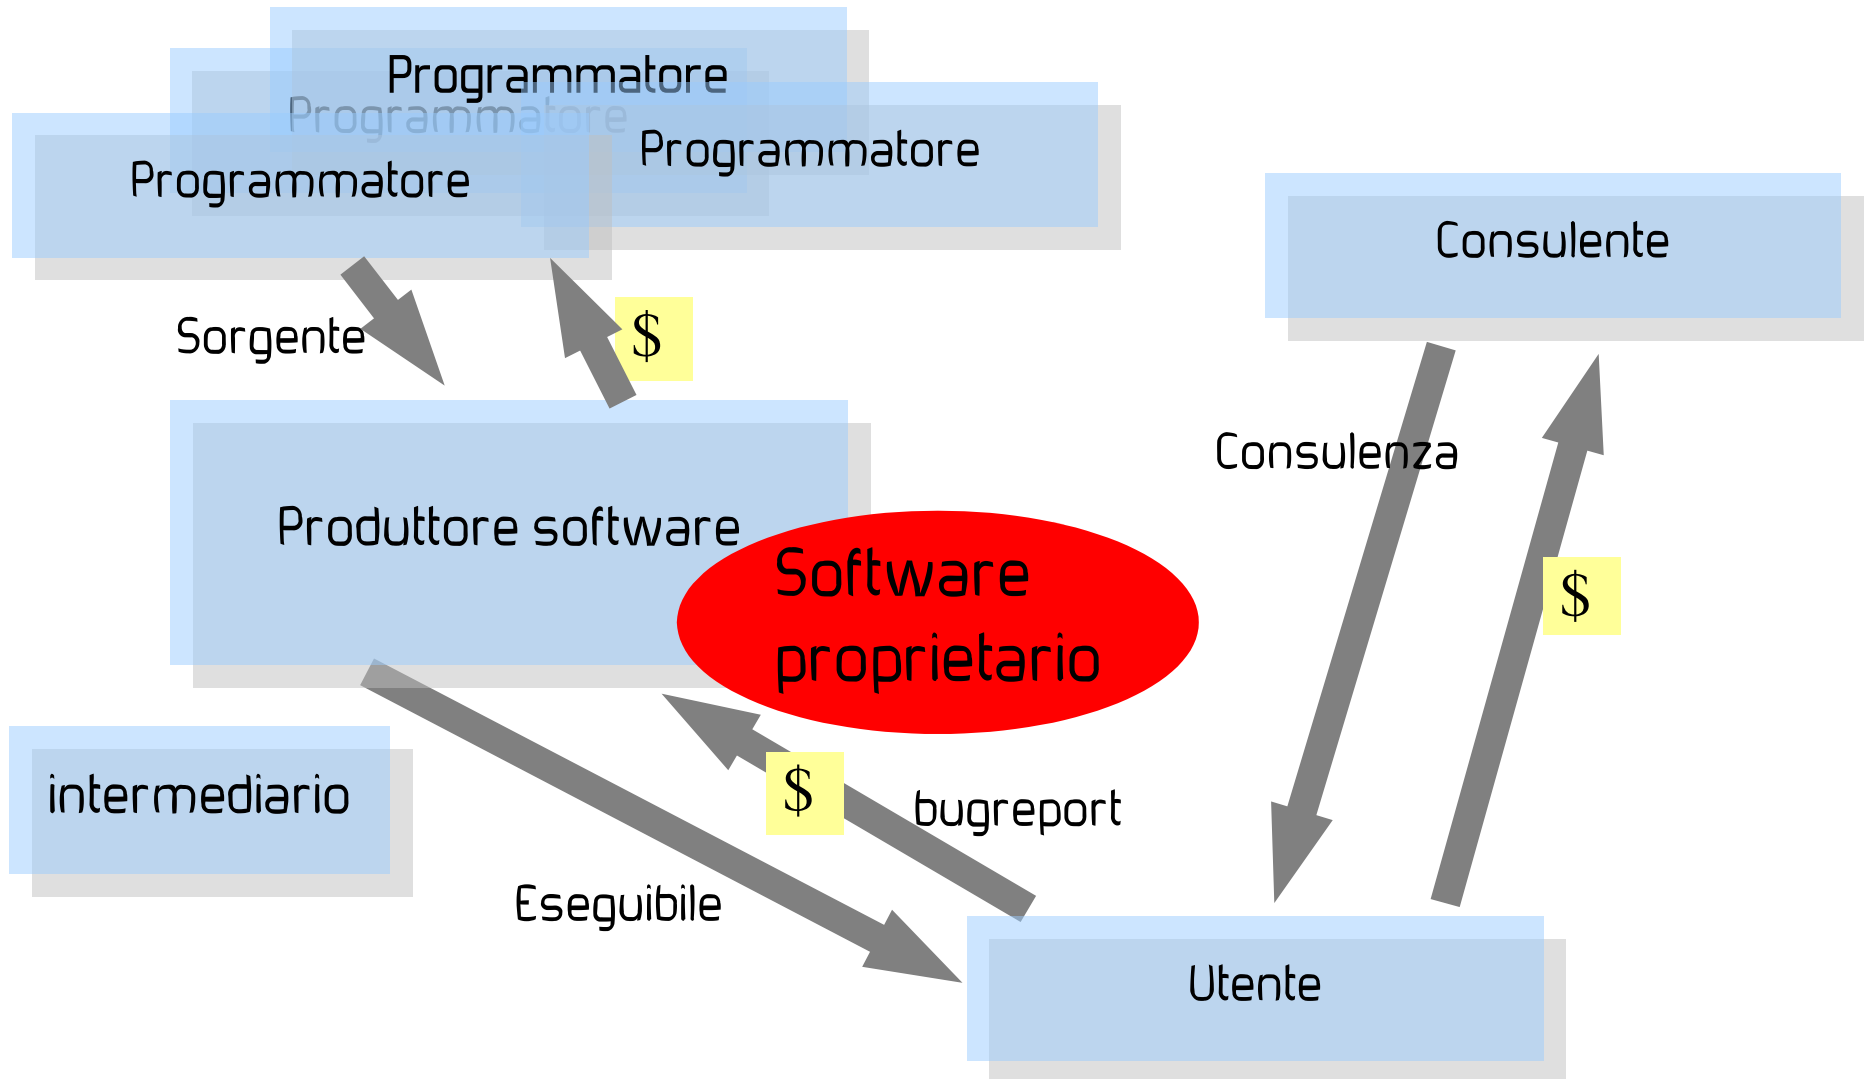 Programmatore
Programmatore
Programmatore
Programmatore
Consulente
Sorgente
$
Consulenza
Produttore software
Software
proprietario
$
intermediario
$
bugreport
Eseguibile
Utente